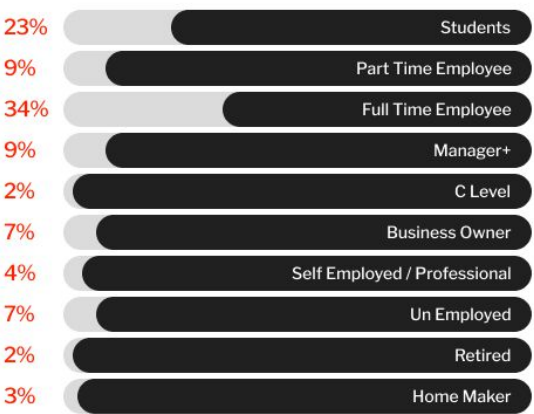 23% Students
9% Part Time Employee
34% Full Time Employee
9% Manager+
2% C Level
7% Business Owner
4% Self Employed / Professional
7% Un Employed
2% Retired
3% Home Maker